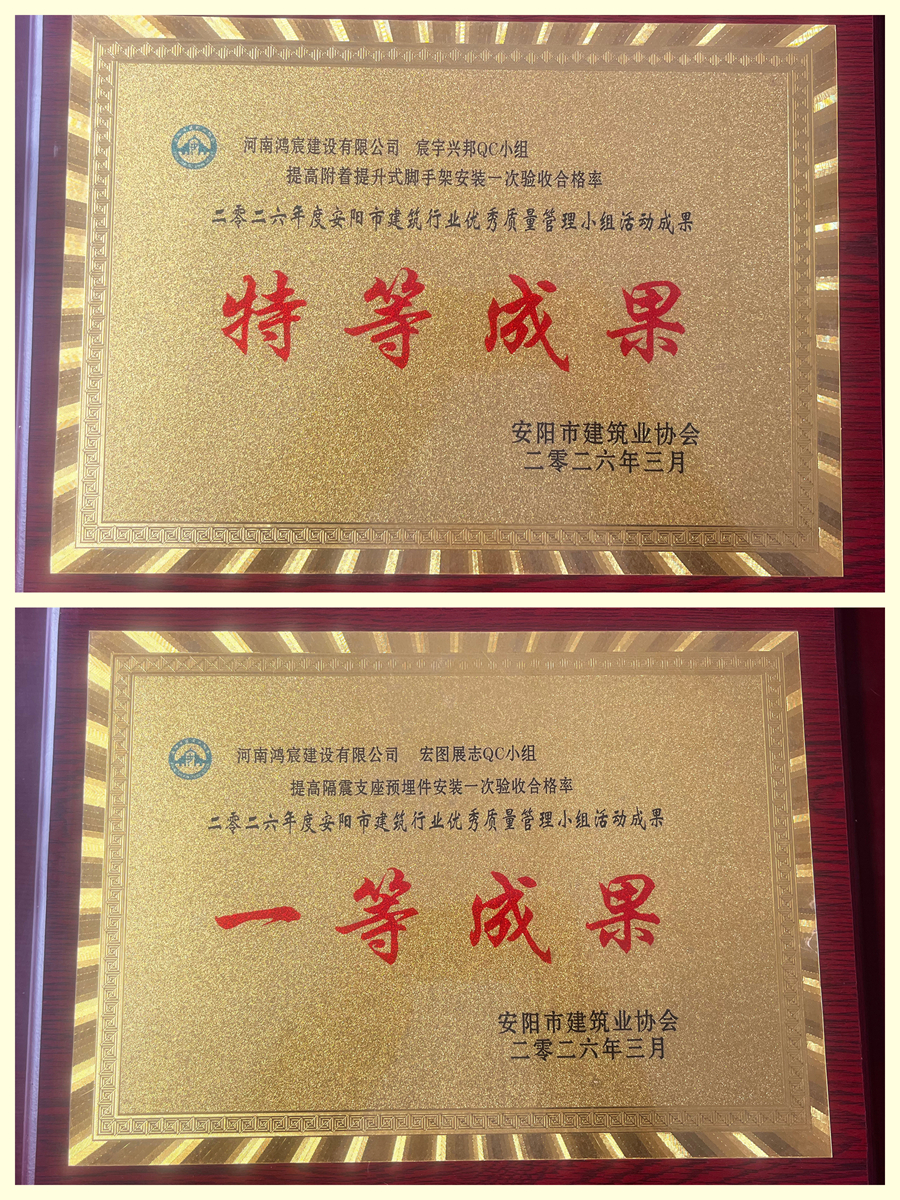 河南鸿宸建设有限公司 宸宇兴邦QC小组
提高附着提升式脚手架安装一次验收合格率
二零二六年度安阳市建筑行业优秀质量管理小组活动成果
特等成果
安阳市建筑业协会
二零二六年三月
河南鸿宸建设有限公司 宏图展志QC小组
提高隔震支座预埋件安装一次验收合格率
二零二六年度安阳市建筑行业优秀质量管理小组活动成果
一等成果
安阳市建筑业协会
二零二六年三月